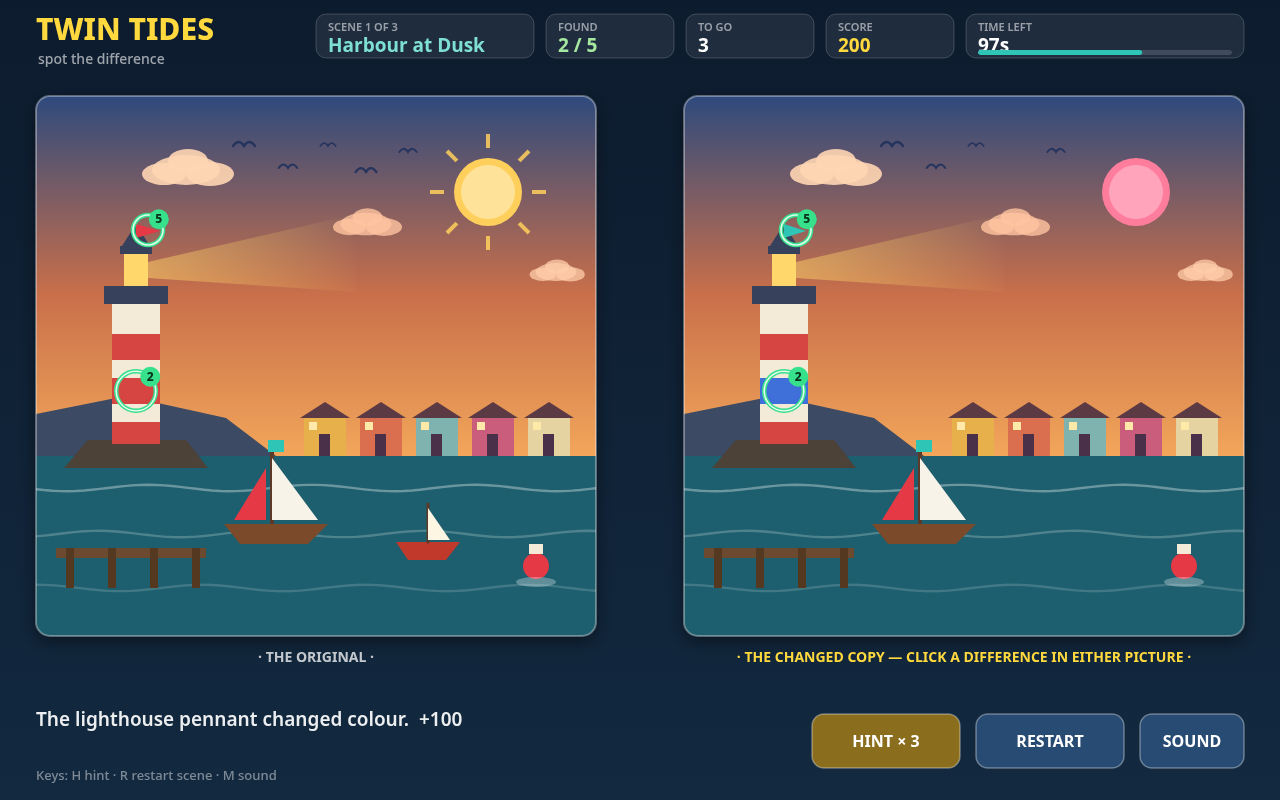 TWIN TIDES
spot the difference
SCENE 1 OF 3
Harbour at Dusk
FOUND
2 / 5
TO GO
3
SCORE
200
TIME LEFT
97s
5
2
5
2
· THE ORIGINAL ·
· THE CHANGED COPY — CLICK A DIFFERENCE IN EITHER PICTURE ·
The lighthouse pennant changed colour. +100
HINT × 3
RESTART
SOUND
Keys: H hint · R restart scene · M sound